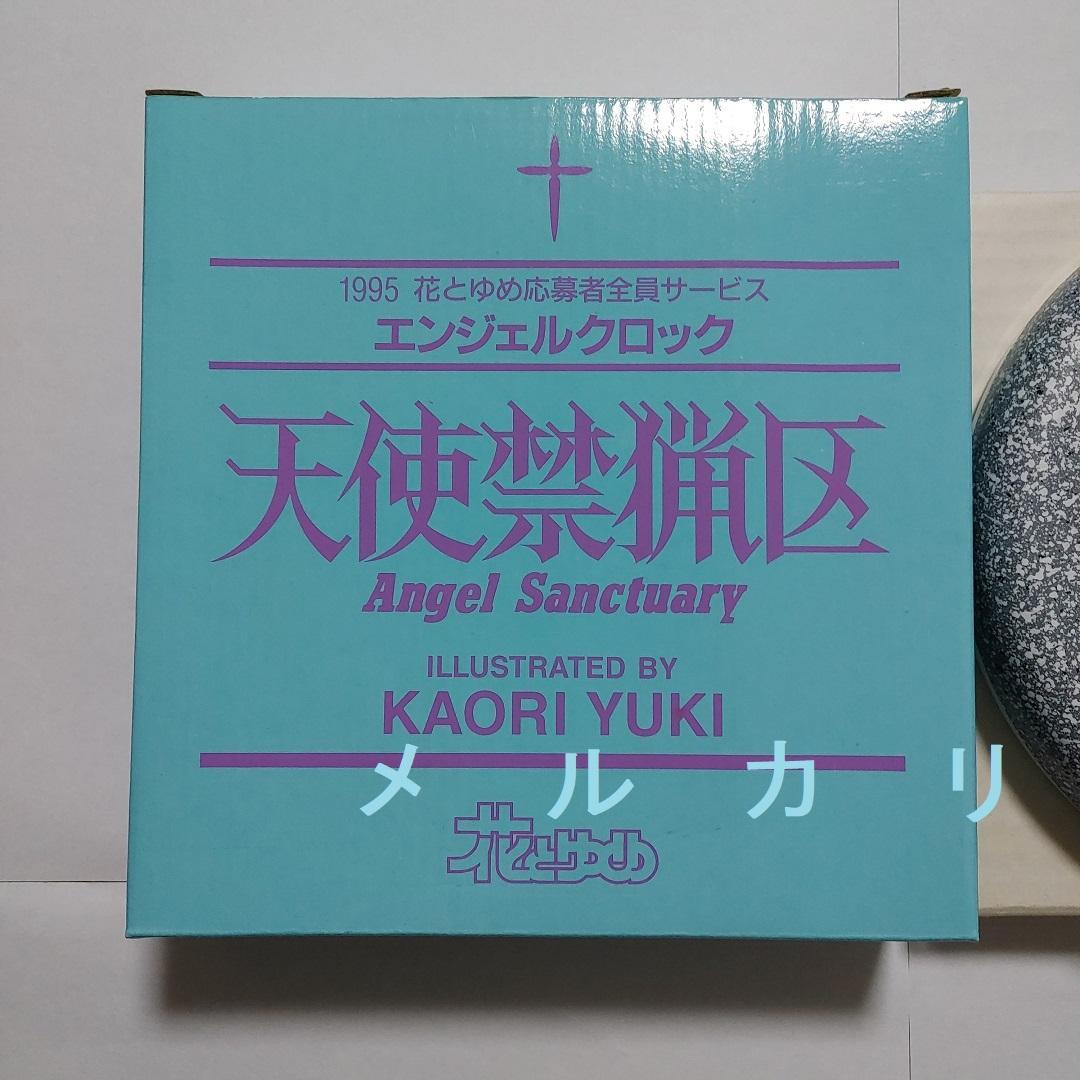 1995 花とゆめ応募者全員サービス
エンジェルクロック
天使禁猟区
Angel Sanctuary
ILLUSTRATED BY
KAORI YUKI
メルカリ
花とゆめ